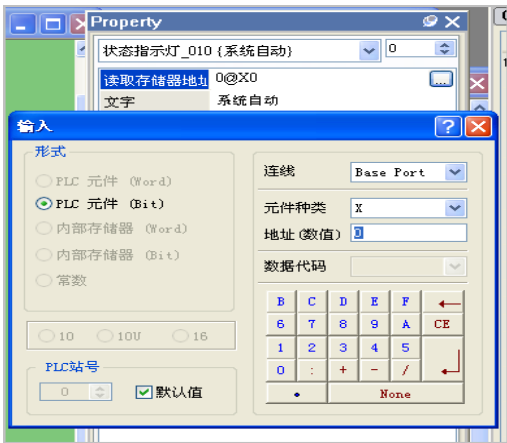 Property
状态指示灯_010 {系统自动}
0
读取存储器地址
0@X0
...
文字
系统自动
输入
形式
PLC 元件 (Word)
PLC 元件 (Bit)
内部存储器 (Word)
内部存储器 (Bit)
常数
10 10U 16
PLC站号
0
默认值
连线 Base Port
元件种类 X
地址(数值) 0
数据代码
B C D E F
6 7 8 9 A CE
1 2 3 4 5
0 : + - /
None